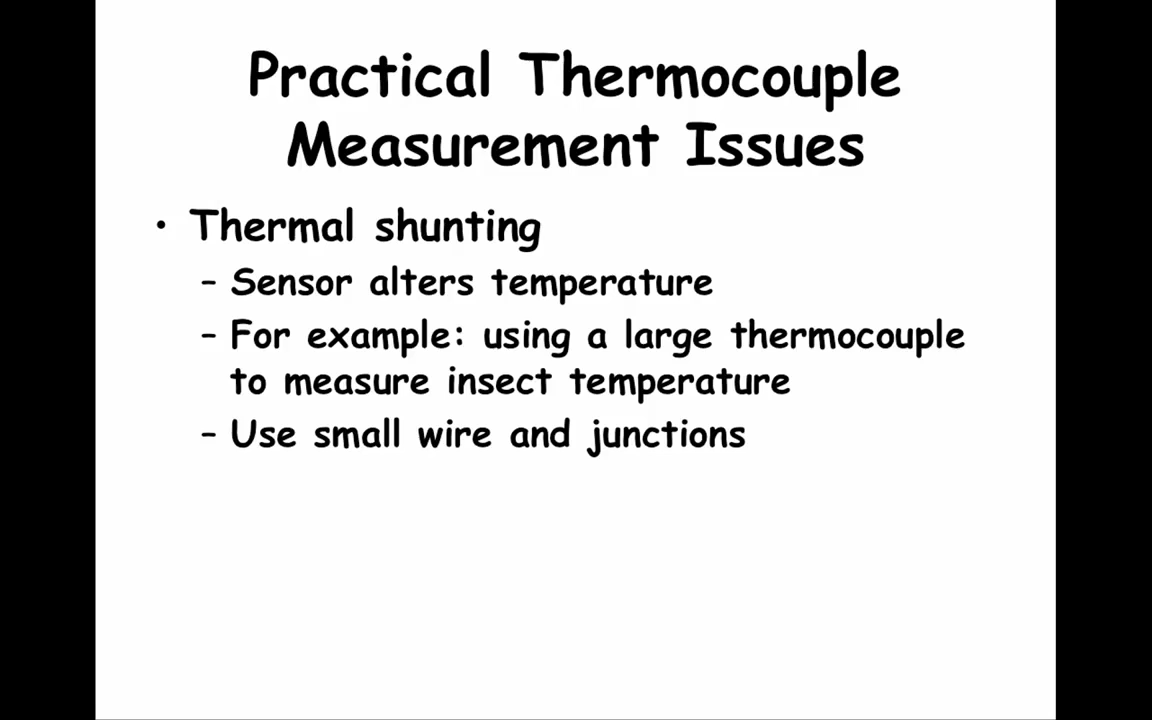 Practical Thermocouple
Measurement Issues
• Thermal shunting
– Sensor alters temperature
– For example: using a large thermocouple
to measure insect temperature
– Use small wire and junctions